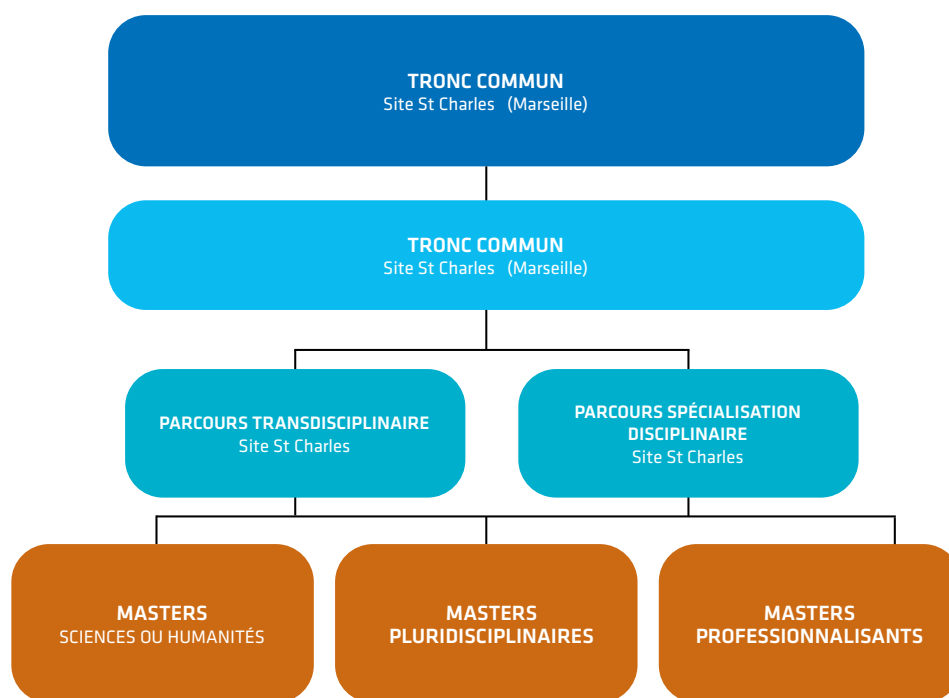 TRONC COMMUN
Site St Charles (Marseille)
TRONC COMMUN
Site St Charles (Marseille)
PARCOURS TRANSDISCIPLINAIRE
Site St Charles
PARCOURS SPÉCIALISATION
DISCIPLINAIRE
Site St Charles
MASTERS
SCIENCES OU HUMANITÉS
MASTERS
PLURIDISCIPLINAIRES
MASTERS
PROFESSIONNALISANTS